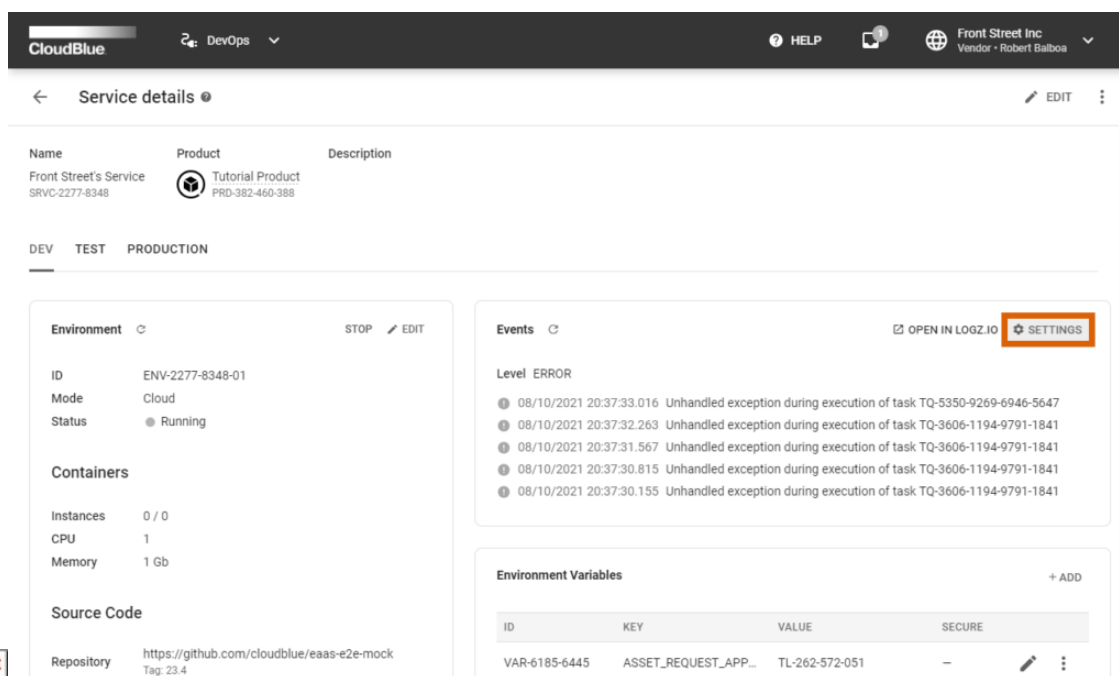 CloudBlue
DevOps
HELP
1
Front Street Inc
Vendor • Robert Balboa
Service details
EDIT
Name
Product
Description
Front Street's Service
SRVC-2277-8348
Tutorial Product
PRD-382-460-388
DEV
TEST
PRODUCTION
Environment
STOP
EDIT
ID ENV-2277-8348-01
Mode Cloud
Status Running
Containers
Instances 0 / 0
CPU 1
Memory 1 Gb
Source Code
Repository https://github.com/cloudblue/eaas-e2e-mock
Tag: 23.4
Events
OPEN IN LOGZ.IO
SETTINGS
Level ERROR
08/10/2021 20:37:33.016 Unhandled exception during execution of task TQ-5350-9269-6946-5647
08/10/2021 20:37:32.263 Unhandled exception during execution of task TQ-3606-1194-9791-1841
08/10/2021 20:37:31.567 Unhandled exception during execution of task TQ-3606-1194-9791-1841
08/10/2021 20:37:30.815 Unhandled exception during execution of task TQ-3606-1194-9791-1841
08/10/2021 20:37:30.155 Unhandled exception during execution of task TQ-3606-1194-9791-1841
Environment Variables
+ ADD
ID KEY VALUE SECURE
VAR-6185-6445 ASSET_REQUEST_APP... TL-262-572-051 –